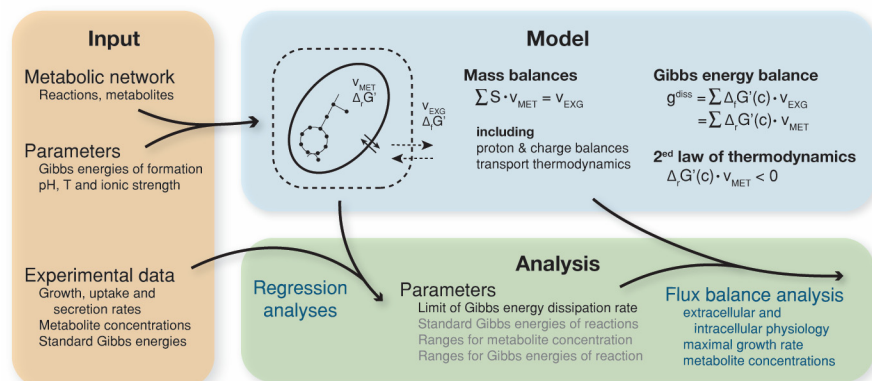 Input
Metabolic network
Reactions, metabolites
Parameters
Gibbs energies of formation
pH, T and ionic strength
Experimental data
Growth, uptake and
secretion rates
Metabolite concentrations
Standard Gibbs energies
Model
v_MET
Δ_rG'
v_EXG
Δ_fG'
Mass balances
∑ S·v_MET = v_EXG
including
proton & charge balances
transport thermodynamics
Gibbs energy balance
g^diss = ∑ Δ_fG'(c)·v_EXG
= ∑ Δ_rG'(c)·v_MET
2^ed law of thermodynamics
Δ_rG'(c)·v_MET < 0
Analysis
Regression
analyses
Parameters
Limit of Gibbs energy dissipation rate
Standard Gibbs energies of reactions
Ranges for metabolite concentration
Ranges for Gibbs energies of reaction
Flux balance analysis
extracellular and
intracellular physiology
maximal growth rate
metabolite concentrations